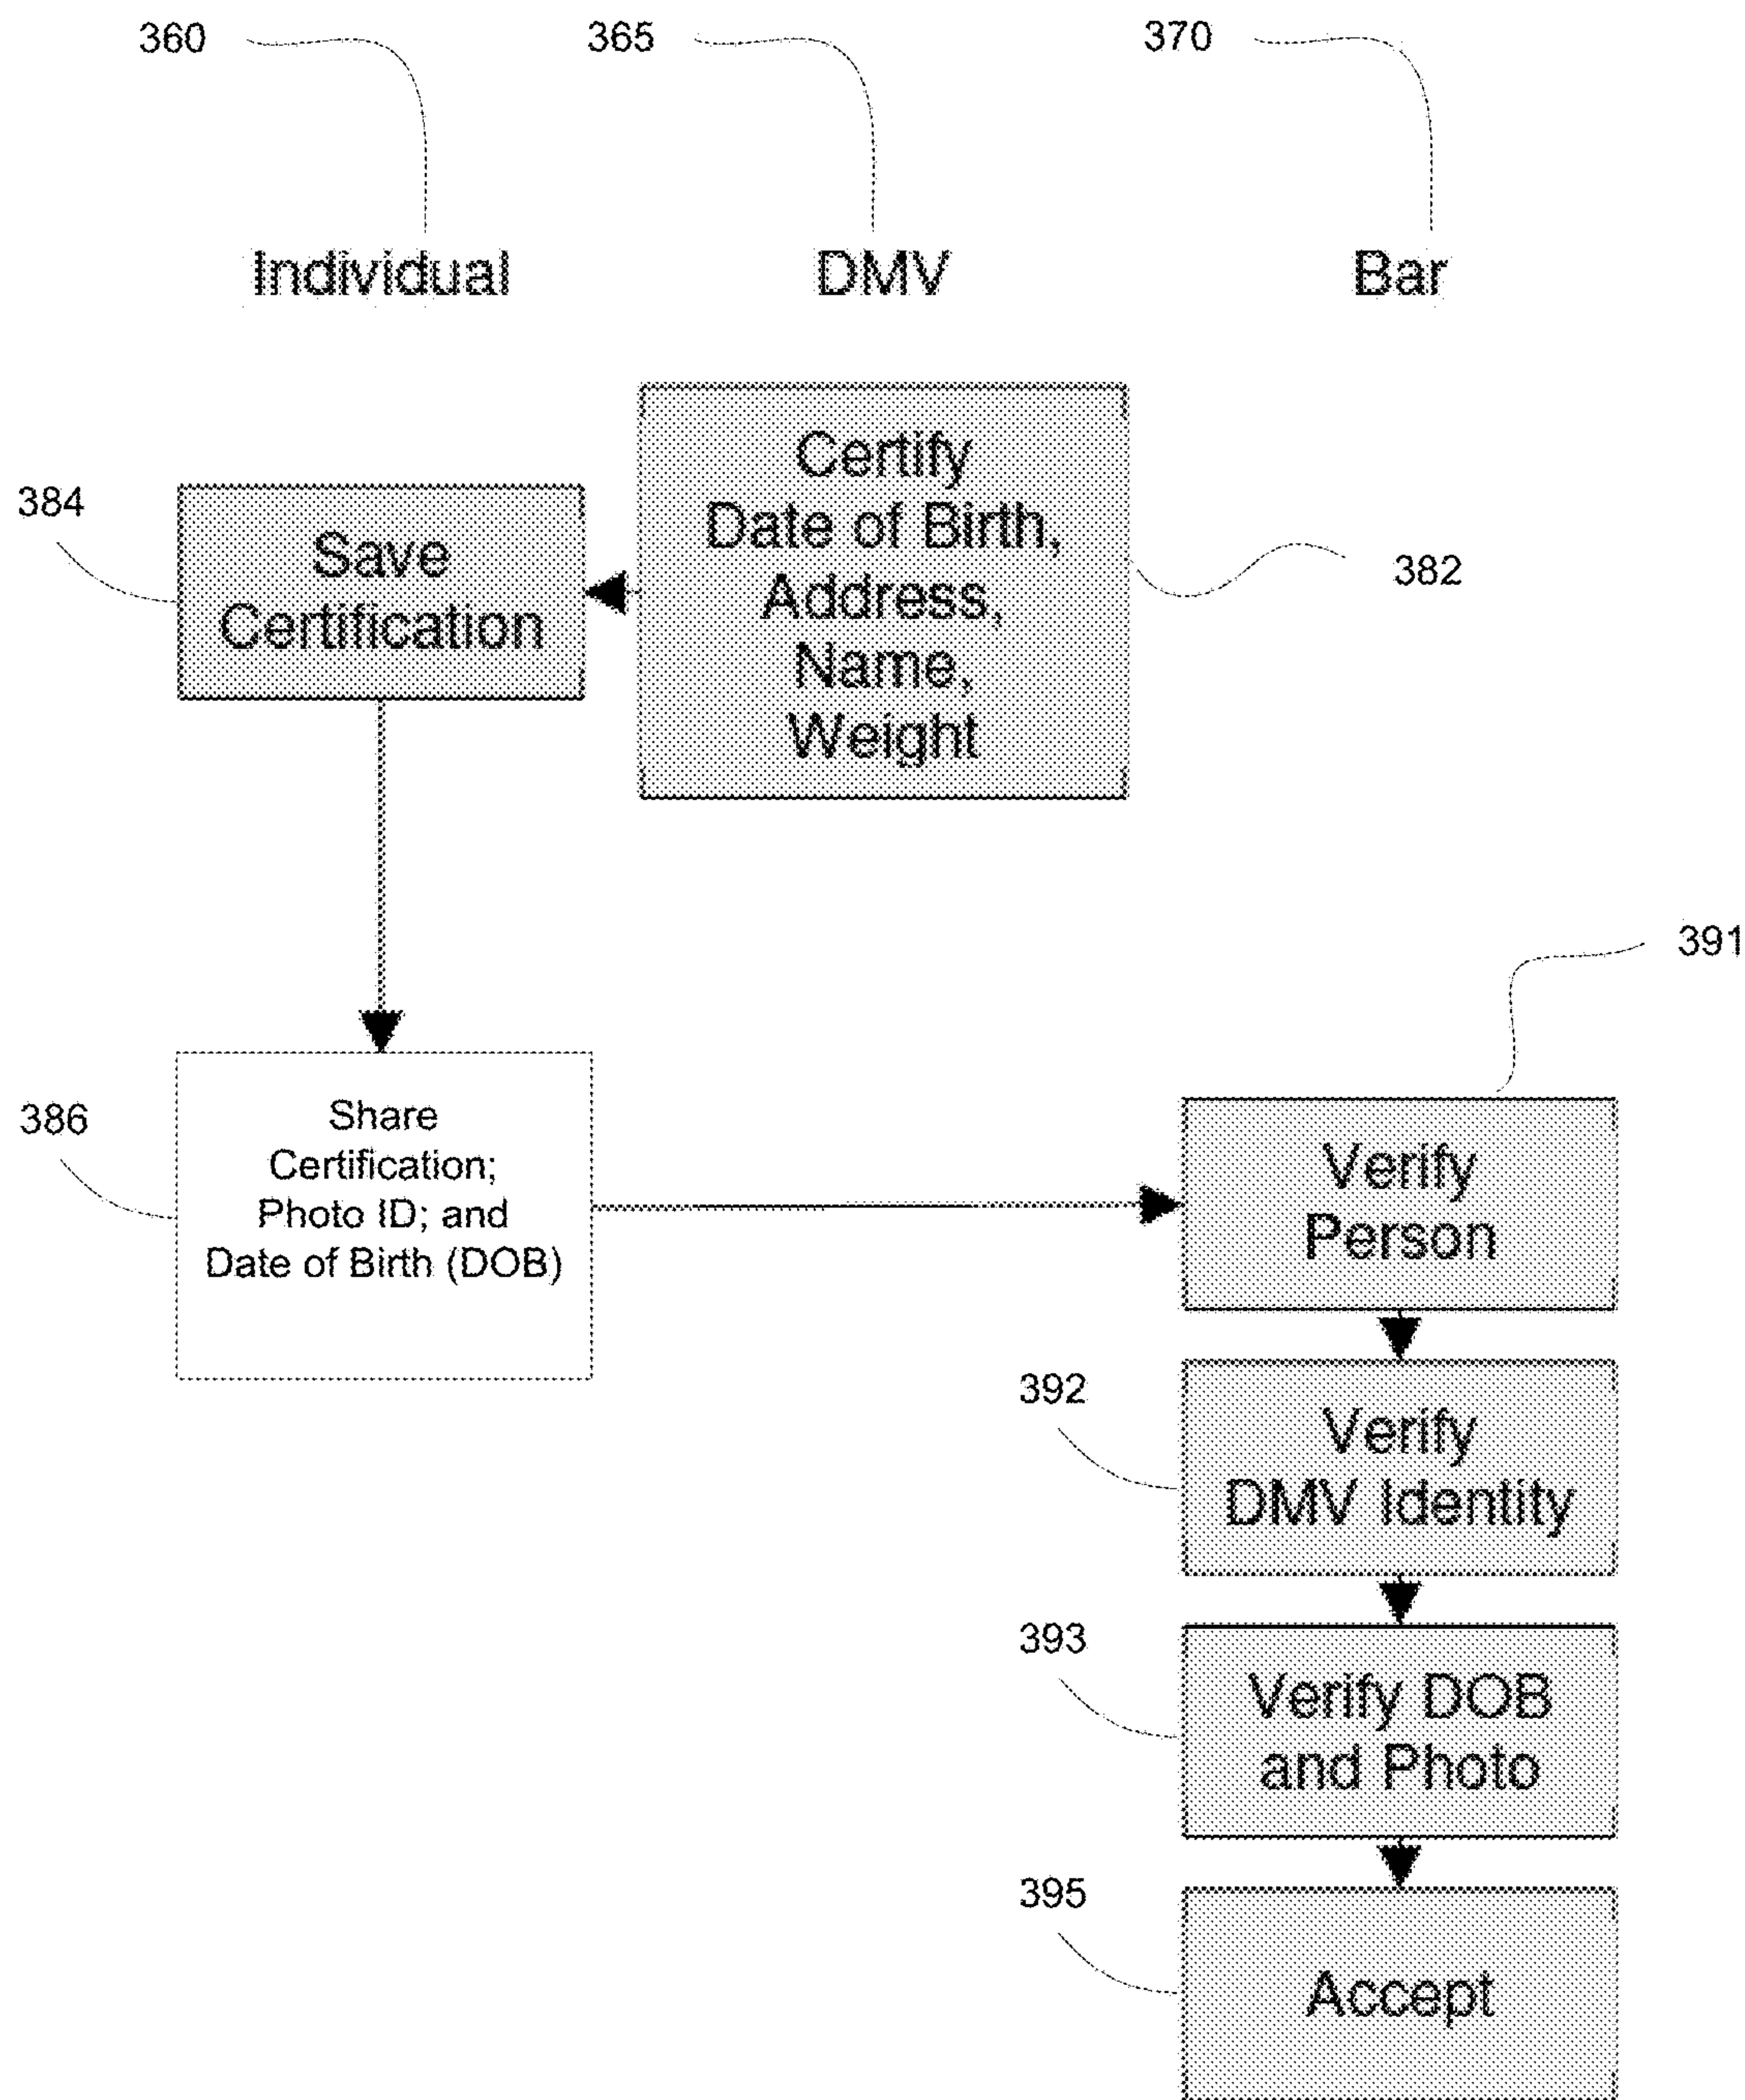 360
365
370
Individual
DMV
Bar
Certify
Date of Birth,
Address,
Name,
Weight
384
Save
Certification
382
391
386
Share
Certification;
Photo ID; and
Date of Birth (DOB)
Verify
Person
392
Verify
DMV Identity
393
Verify DOB
and Photo
395
Accept